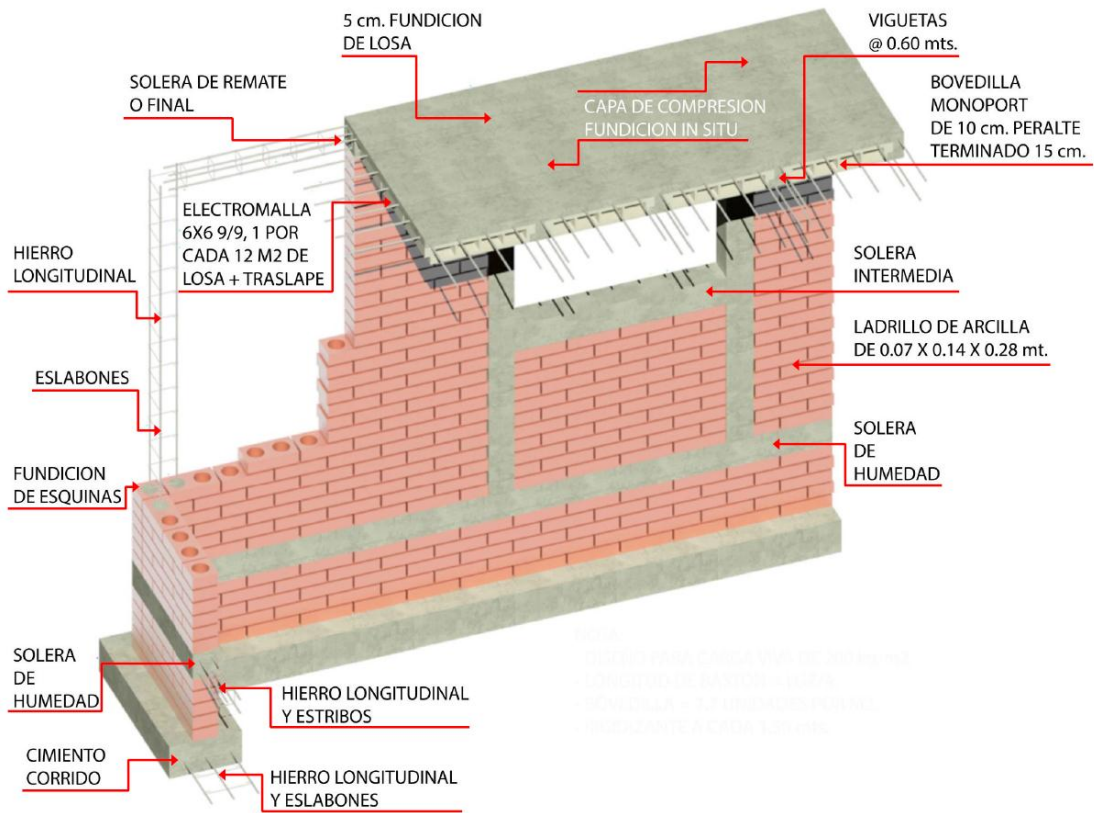 5 cm. FUNDICION
DE LOSA
VIGUETAS
@ 0.60 mts.
SOLERA DE REMATE
O FINAL
BOVEDILLA
MONOPORT
DE 10 cm. PERALTE
TERMINADO 15 cm.
CAPA DE COMPRESION
FUNDICION IN SITU
ELECTROMALLA
6X6 9/9, 1 POR
CADA 12 M2 DE
LOSA + TRASLAPE
HIERRO
LONGITUDINAL
SOLERA
INTERMEDIA
LADRILLO DE ARCILLA
DE 0.07 X 0.14 X 0.28 mt.
ESLABONES
SOLERA
DE
HUMEDAD
FUNDICION
DE ESQUINAS
SOLERA
DE
HUMEDAD
HIERRO LONGITUDINAL
Y ESTRIBOS
CIMIENTO
CORRIDO
HIERRO LONGITUDINAL
Y ESLABONES